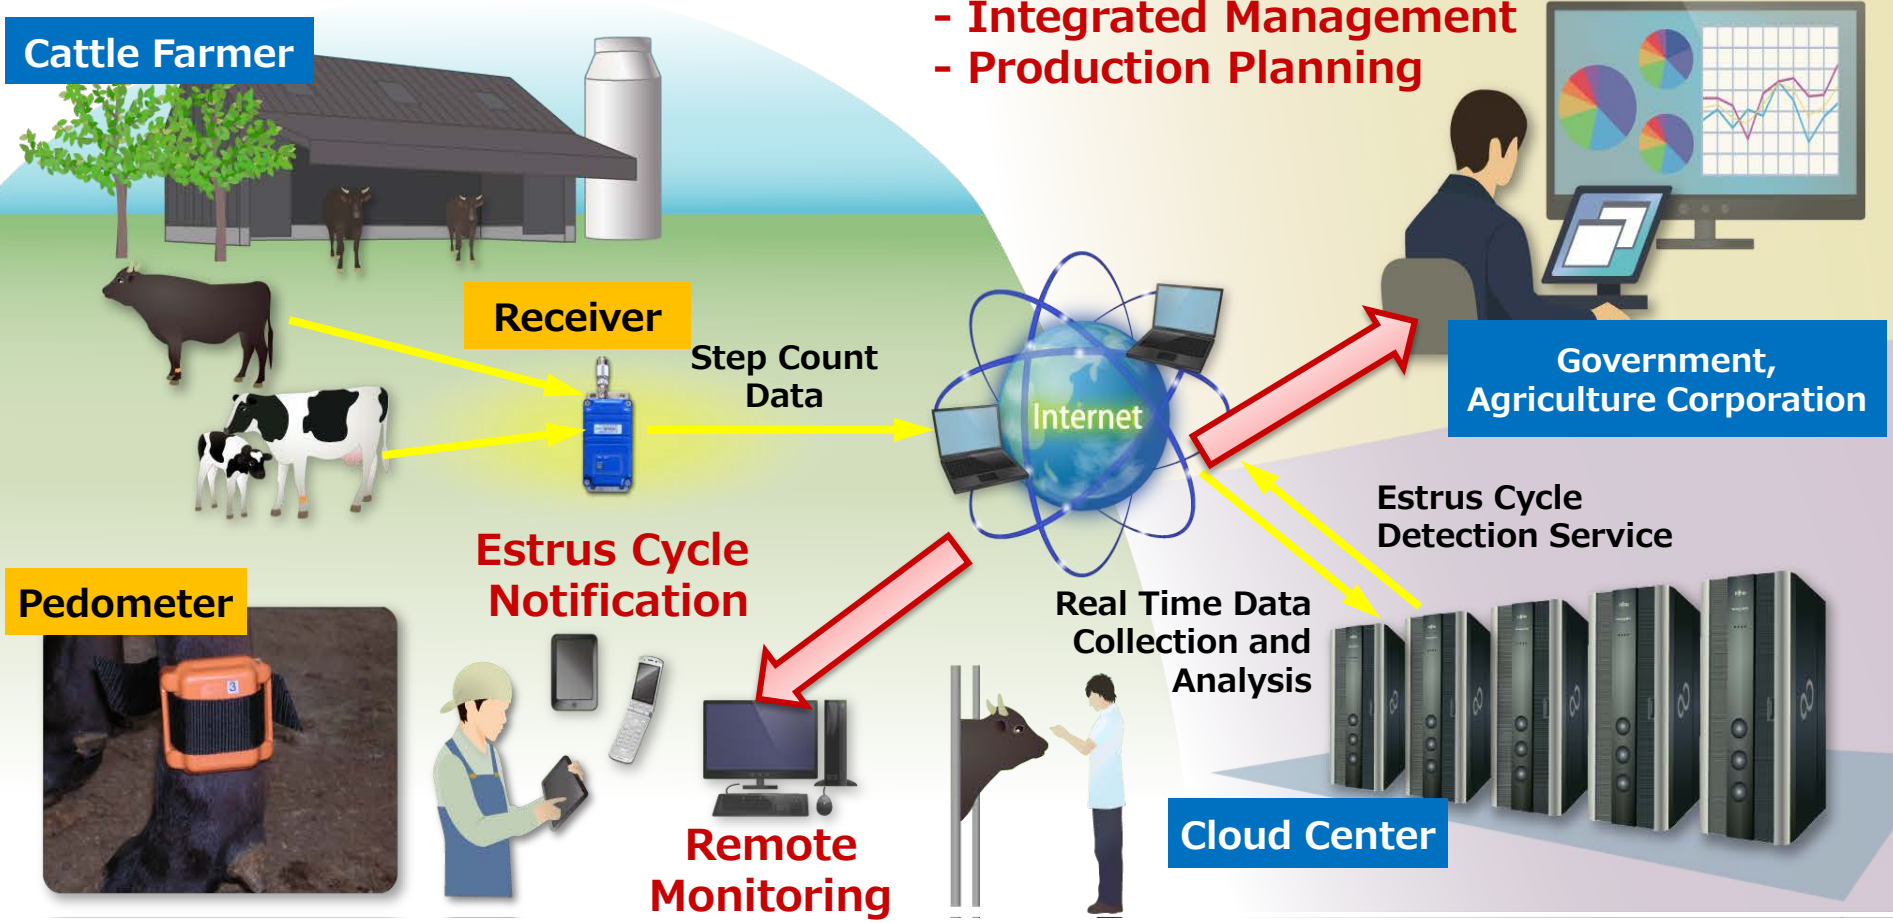 - Integrated Management
- Production Planning
Cattle Farmer
Receiver
Step Count
Data
Internet
Government,
Agriculture Corporation
Estrus Cycle
Detection Service
Estrus Cycle
Notification
Pedometer
3
Real Time Data
Collection and
Analysis
Cloud Center
Remote
Monitoring